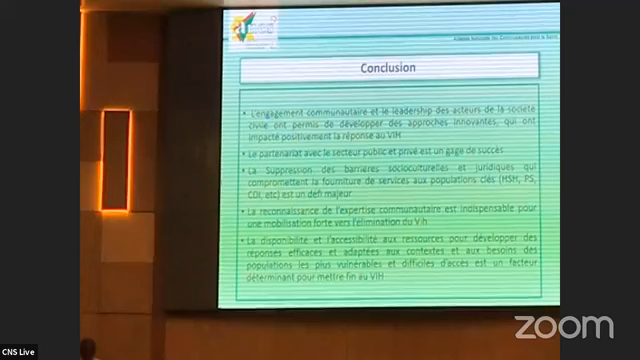 Conclusion
• L'engagement communautaire et le leadership des acteurs de la société
civile ont permis de développer des approches innovantes, qui ont
impacté positivement la réponse au VIH
• Le partenariat avec le secteur public et privé est un gage de succès
• La Suppression des barrières socioculturelles et juridiques qui
compromettent la fourniture de services aux populations clés (HSH, PS,
CDI, etc) est un défi majeur
• La reconnaissance de l'expertise communautaire est indispensable pour
une mobilisation forte vers l'élimination du Vih
• La disponibilité et l'accessibilité aux ressources pour développer des
réponses efficaces et adaptées aux contextes et aux besoins des
populations les plus vulnérables et difficiles d'accès est un facteur
déterminant pour mettre fin au VIH
CNS Live
zoom